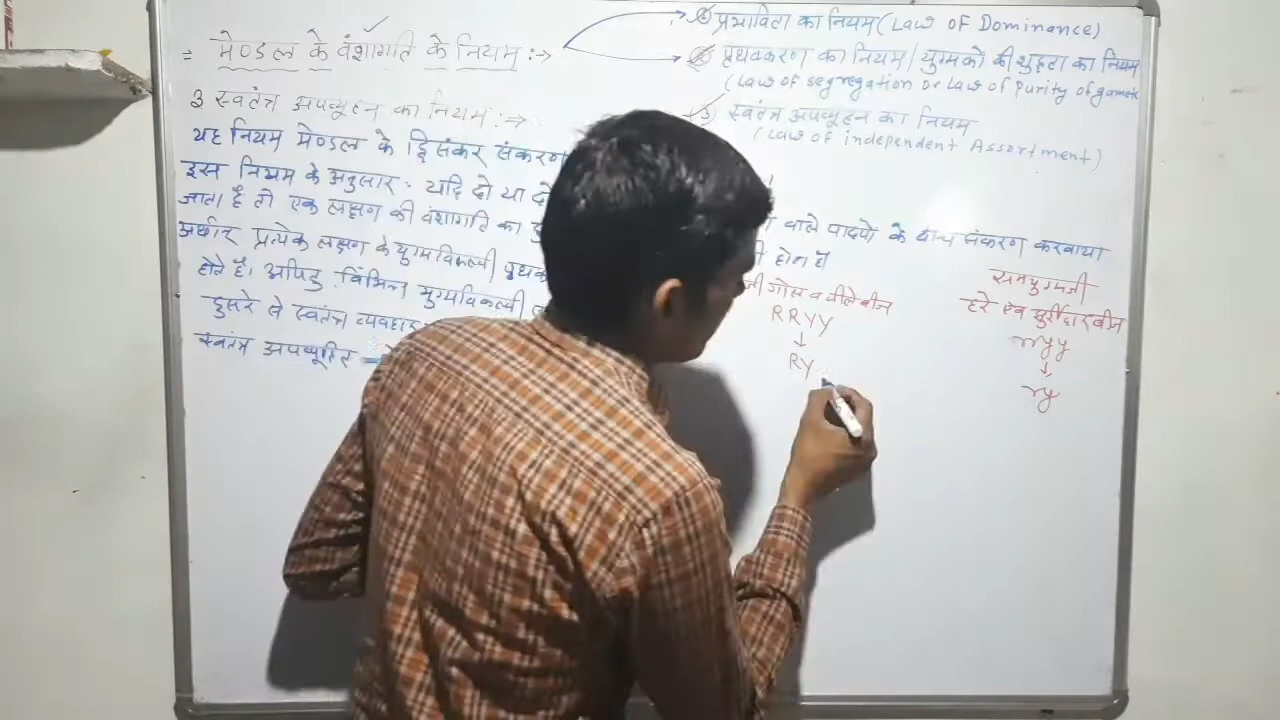 = मेण्डल के वंशागति के नियम :->
① प्रभाविता का नियम (Law of Dominance)
② पृथक्करण का नियम / युग्मकों की शुद्धता का नियम
(Law of segregation or Law of Purity of gamete
3 स्वतंत्र अपव्यूहन का नियम :->
3) स्वतंत्र अपव्यूहन का नियम
(Law of independent Assortment)
यह नियम मेण्डल के द्विसंकर संकरण
इस नियम के अनुसार : यदि दो या दो
वाले पादपो के बीच संकरण करवाया
जाता है तो एक लक्षण की वंशागति का
होन है
अर्थात प्रत्येक लक्षण के युग्मविकल्पी पृथक
होते है। अपितु विभिन्न युग्मविकल्पी
दुसरे से स्वतंत्र व्यवहार
स्वतंत्र अपव्यूहित
गोल व पीले बीज
RRYY
↓
RY
समयुग्मजी
हरे एवं झुर्रीदार बीज
rryy
↓
ry